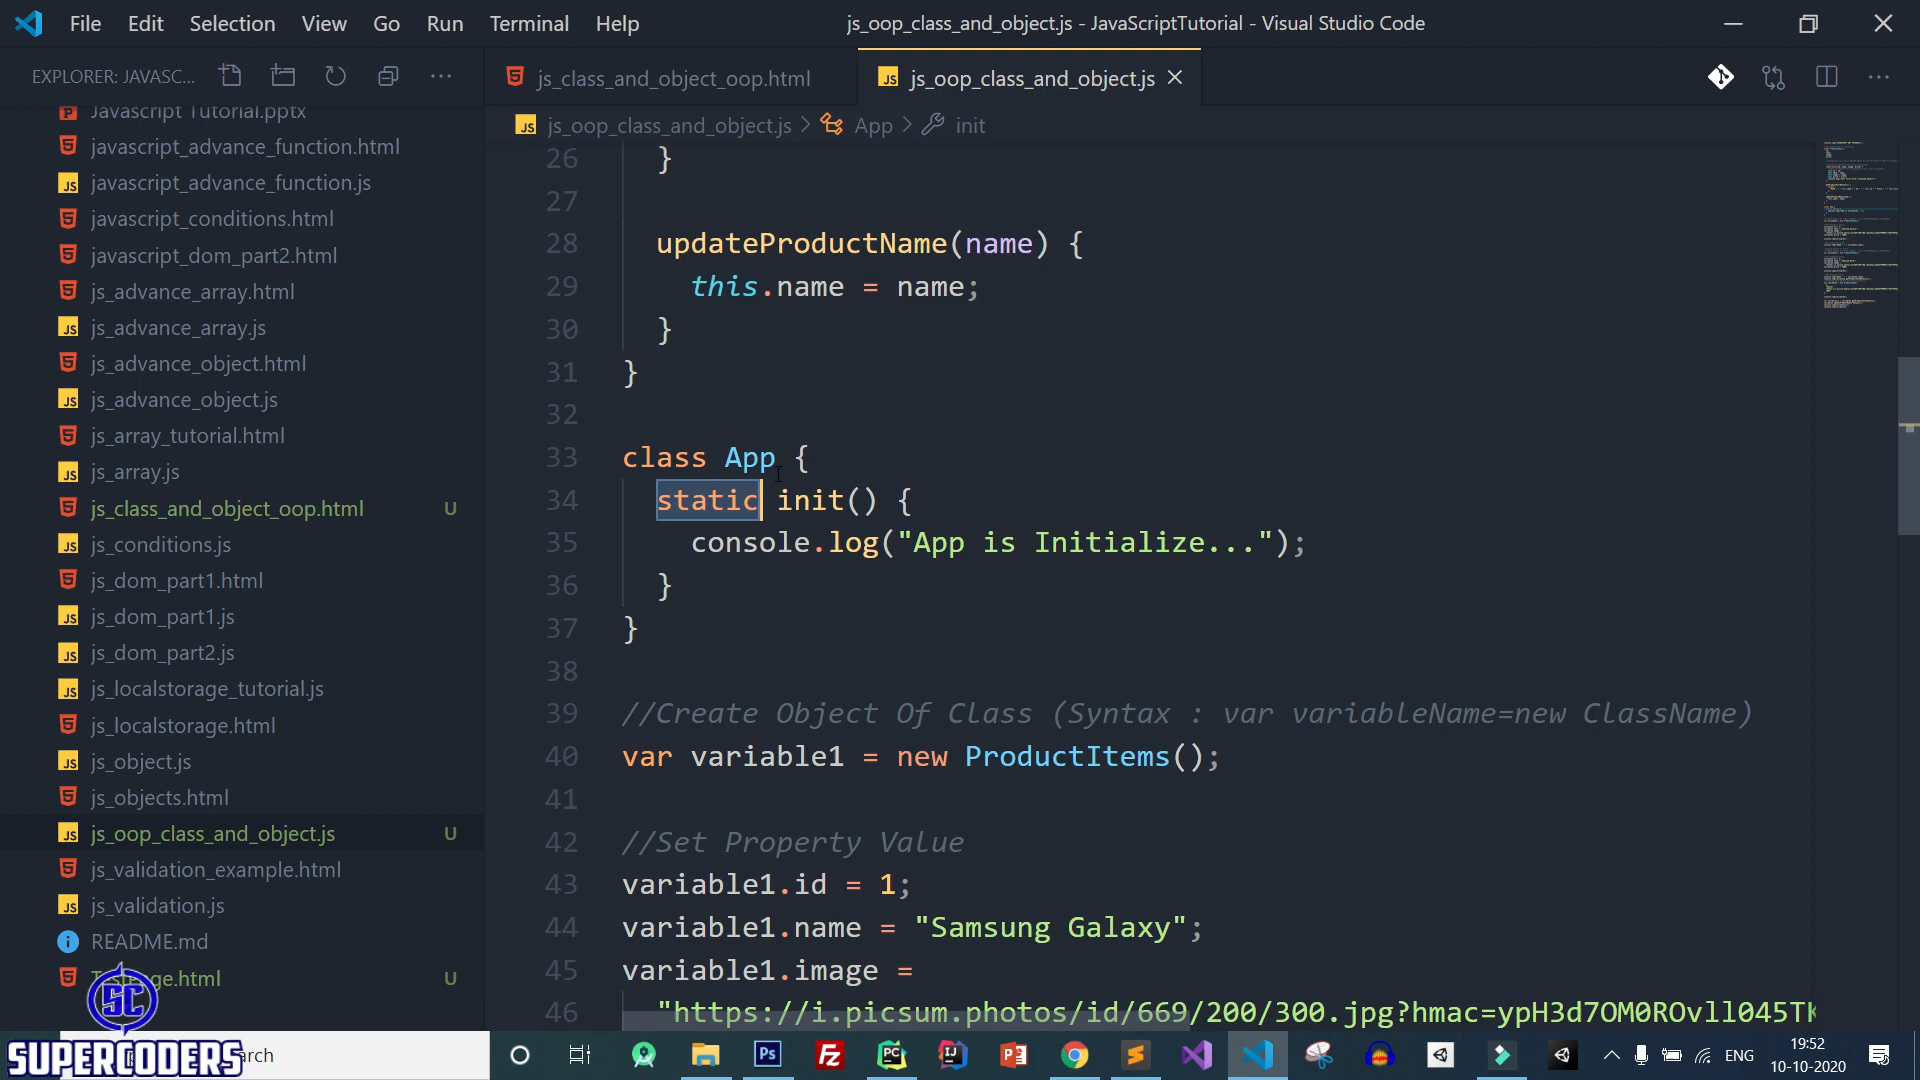 File Edit Selection View Go Run Terminal Help
js_oop_class_and_object.js - JavaScriptTutorial - Visual Studio Code
EXPLORER: JAVASC...
Javascript Tutorial.pptx
javascript_advance_function.html
javascript_advance_function.js
javascript_conditions.html
javascript_dom_part2.html
js_advance_array.html
js_advance_array.js
js_advance_object.html
js_advance_object.js
js_array_tutorial.html
js_array.js
js_class_and_object_oop.html U
js_conditions.js
js_dom_part1.html
js_dom_part1.js
js_dom_part2.js
js_localstorage_tutorial.js
js_localstorage.html
js_object.js
js_objects.html
js_oop_class_and_object.js U
js_validation_example.html
js_validation.js
README.md
U
js_class_and_object_oop.html
JS js_oop_class_and_object.js
JS js_oop_class_and_object.js > App > init
26 }
27
28 updateProductName(name) {
29 this.name = name;
30 }
31 }
32
33 class App {
34 static init() {
35 console.log("App is Initialize...");
36 }
37 }
38
39 //Create Object Of Class (Syntax : var variableName=new ClassName)
40 var variable1 = new ProductItems();
41
42 //Set Property Value
43 variable1.id = 1;
44 variable1.name = "Samsung Galaxy";
45 variable1.image =
46 "https://i.picsum.photos/id/669/200/300.jpg?hmac=ypH3d7OM0ROvll045TK
SC
SUPERCODERS
ENG
19:52
10-10-2020